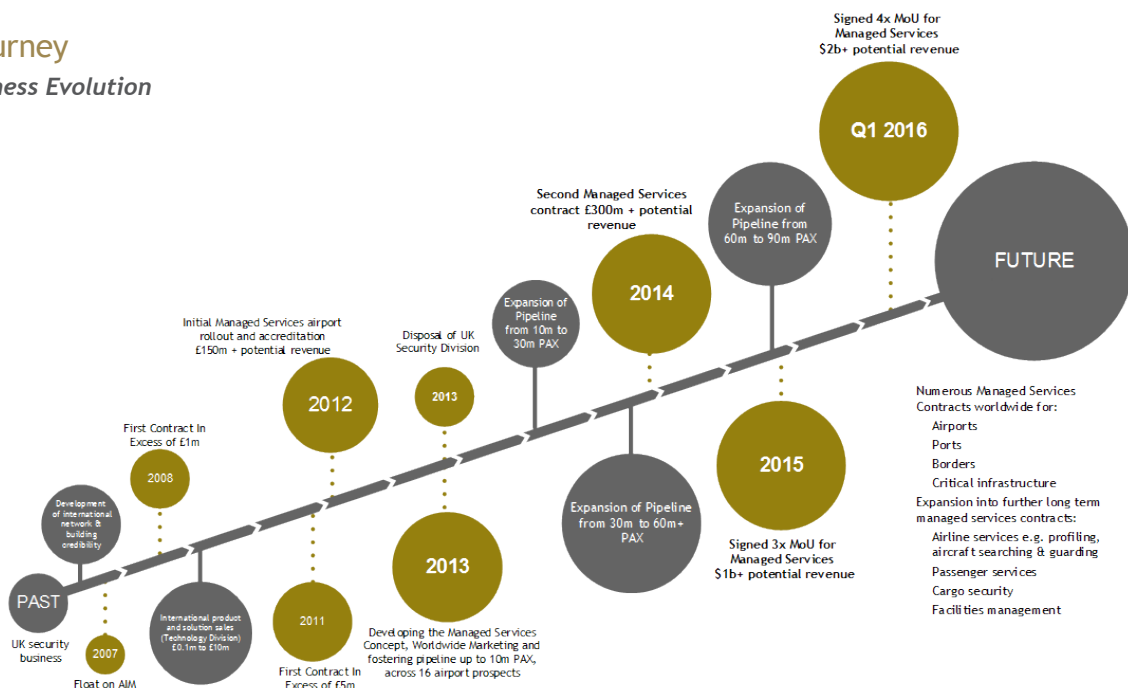 urney
ness Evolution
Signed 4x MoU for
Managed Services
$2b+ potential revenue
Q1 2016
FUTURE
Expansion of
Pipeline from
60m to 90m PAX
Second Managed Services
contract £300m + potential
revenue
2014
Expansion of
Pipeline
from 10m to
30m PAX
Disposal of UK
Security Division
2013
Initial Managed Services airport
rollout and accreditation
£150m + potential revenue
2012
First Contract In
Excess of £1m
2008
Development
of international
network &
building
credibility
PAST
UK security
business
2007
Float on AIM
International product
and solution sales
(Technology Division)
£0.1m to £10m
2011
First Contract In
Excess of £5m
2013
Developing the Managed Services
Concept, Worldwide Marketing and
fostering pipeline up to 10m PAX,
across 16 airport prospects
Expansion of Pipeline
from 30m to 60m+
PAX
2015
Signed 3x MoU for
Managed Services
$1b+ potential revenue
Numerous Managed Services
Contracts worldwide for:
Airports
Ports
Borders
Critical infrastructure
Expansion into further long term
managed services contracts:
Airline services e.g. profiling,
aircraft searching & guarding
Passenger services
Cargo security
Facilities management